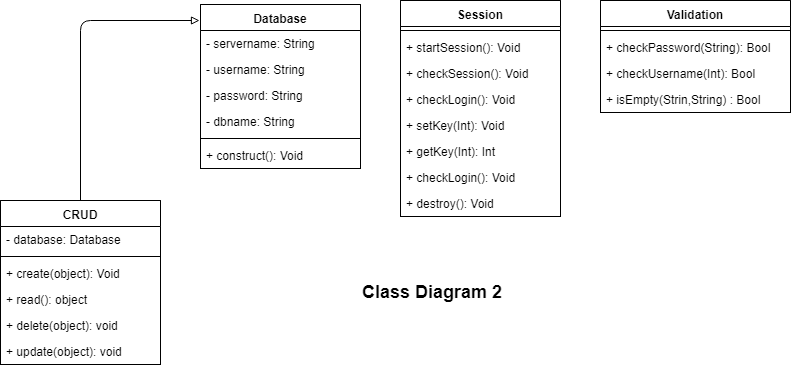 Database
- servername: String
- username: String
- password: String
- dbname: String
+ construct(): Void
Session
+ startSession(): Void
+ checkSession(): Void
+ checkLogin(): Void
+ setKey(Int): Void
+ getKey(Int): Int
+ checkLogin(): Void
+ destroy(): Void
Validation
+ checkPassword(String): Bool
+ checkUsername(Int): Bool
+ isEmpty(Strin,String) : Bool
CRUD
- database: Database
+ create(object): Void
+ read(): object
+ delete(object): void
+ update(object): void
Class Diagram 2